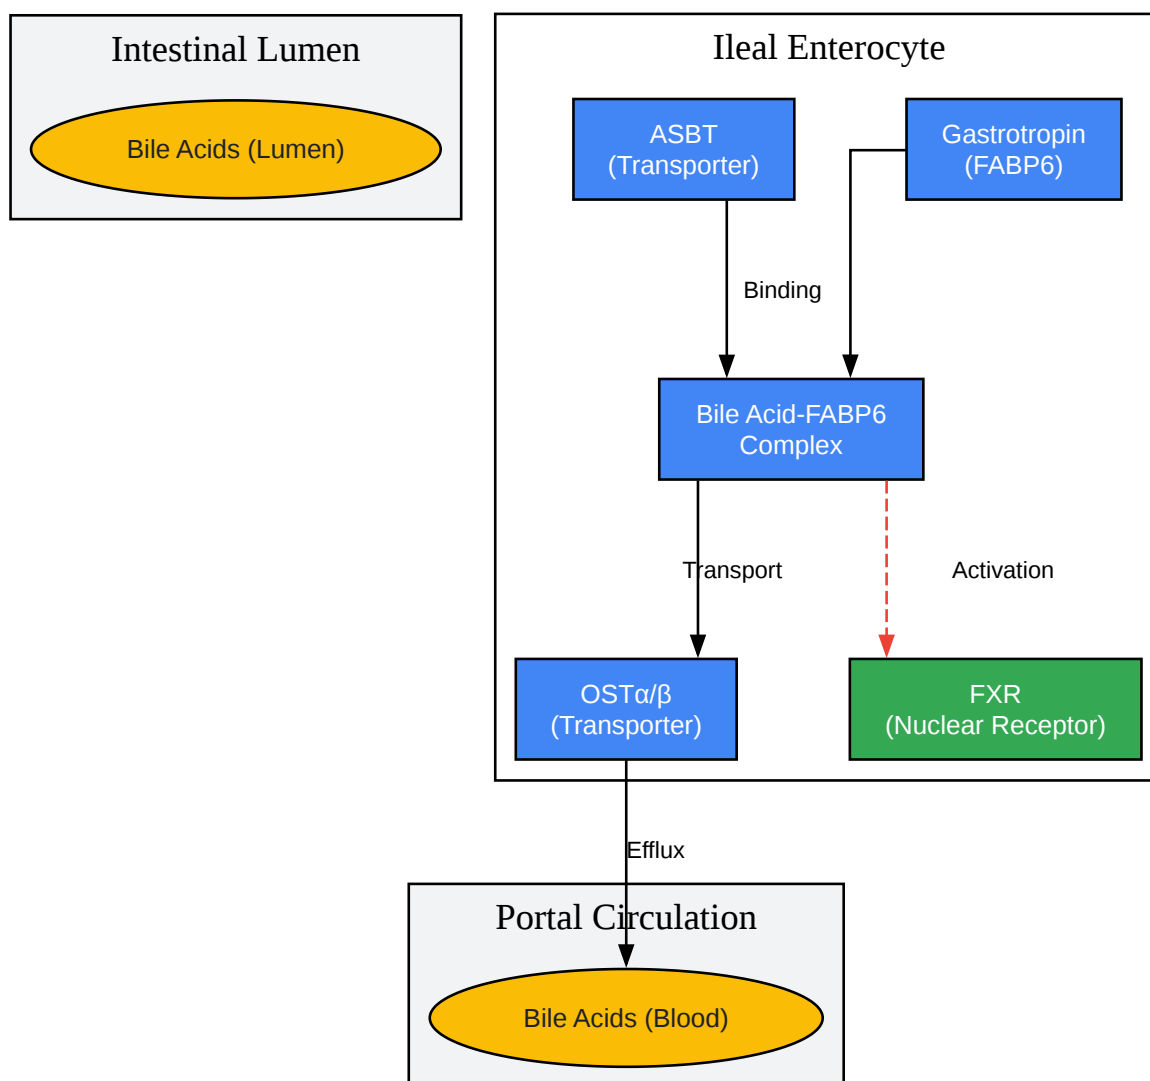 Intestinal Lumen
Bile Acids (Lumen)
Ileal Enterocyte
ASBT
(Transporter)
Gastrotropin
(FABP6)
Binding
Bile Acid-FABP6
Complex
Transport
Activation
OSTα/β
(Transporter)
FXR
(Nuclear Receptor)
Efflux
Portal Circulation
Bile Acids (Blood)